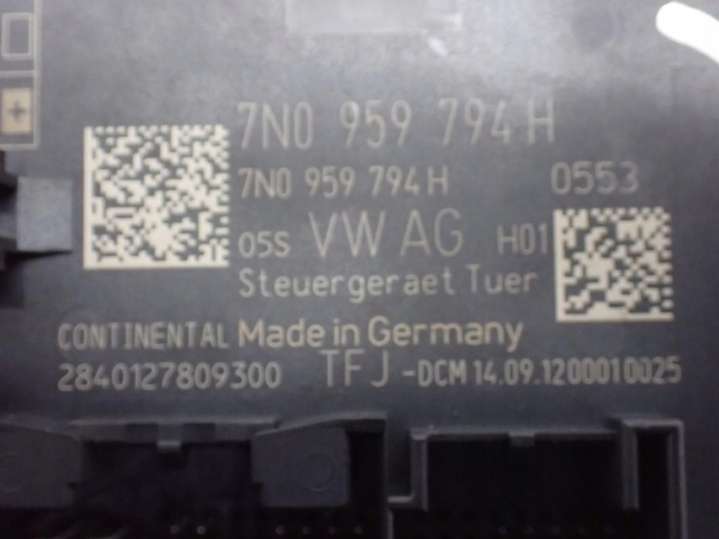 7N0 959 794 H
7N0 959 794 H 0553
05S VW AG H01
Steuergeraet Tuer
CONTINENTAL Made in Germany
2840127809300 TFJ -DCM 14.09.1200010025